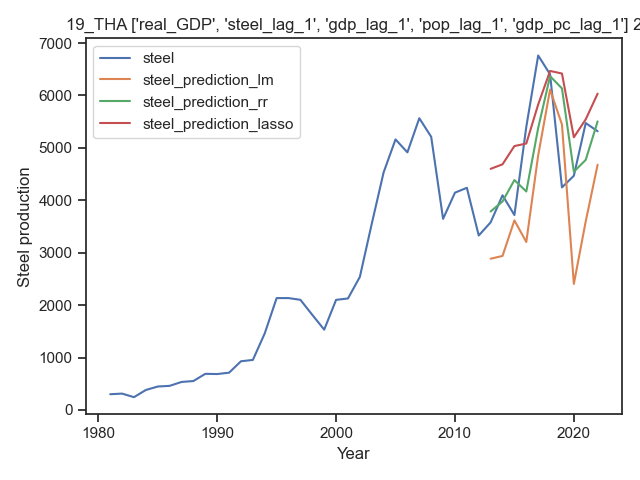 19_THA ['real_GDP', 'steel_lag_1', 'gdp_lag_1', 'pop_lag_1', 'gdp_pc_lag_1'] 2
7000
6000
5000
4000
3000
2000
1000
0
Steel production
steel
steel_prediction_lm
steel_prediction_rr
steel_prediction_lasso
1980
1990
2000
2010
2020
Year